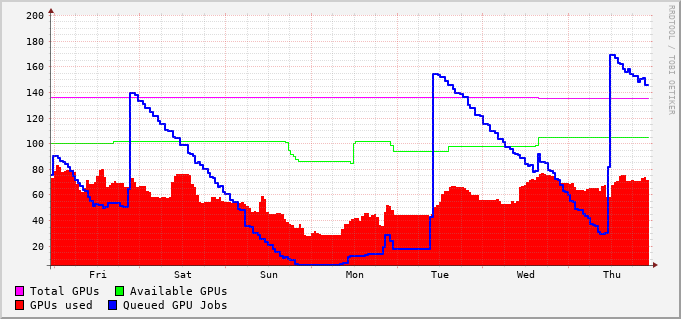 200
180
160
140
120
100
80
60
40
20
Fri Sat Sun Mon Tue Wed Thu
Total GPUs Available GPUs
GPUs used Queued GPU Jobs
RRDTOOL / TOBI OETIKER